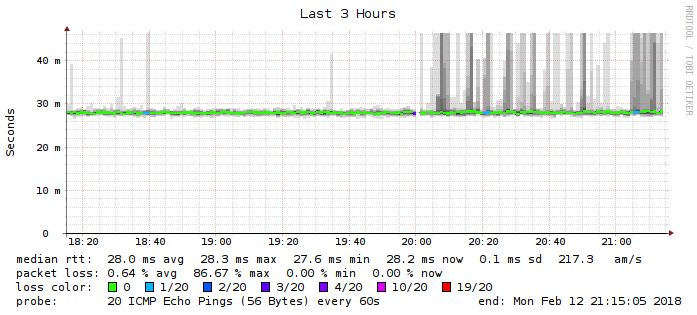 Last 3 Hours
RRDTOOL / TOBI OETIKER
Seconds
40 m
30 m
20 m
10 m
0
18:20 18:40 19:00 19:20 19:40 20:00 20:20 20:40 21:00
median rtt: 28.0 ms avg 28.3 ms max 27.6 ms min 28.2 ms now 0.1 ms sd 217.3 am/s
packet loss: 0.64 % avg 86.67 % max 0.00 % min 0.00 % now
loss color: 0 1/20 2/20 3/20 4/20 10/20 19/20
probe: 20 ICMP Echo Pings (56 Bytes) every 60s end: Mon Feb 12 21:15:05 2018